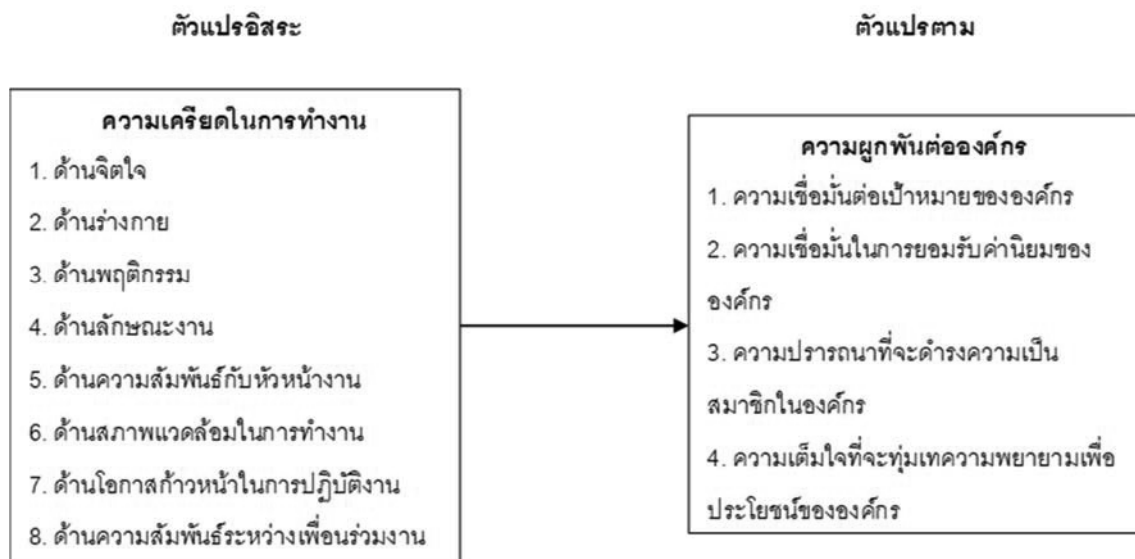 ตัวแปรอิสระ
ตัวแปรตาม
ความเครียดในการทำงาน
1. ด้านจิตใจ
2. ด้านร่างกาย
3. ด้านพฤติกรรม
4. ด้านลักษณะงาน
5. ด้านความสัมพันธ์กับหัวหน้างาน
6. ด้านสภาพแวดล้อมในการทำงาน
7. ด้านโอกาสก้าวหน้าในการปฏิบัติงาน
8. ด้านความสัมพันธ์ระหว่างเพื่อนร่วมงาน
ความผูกพันต่อองค์กร
1. ความเชื่อมั่นต่อเป้าหมายขององค์กร
2. ความเชื่อมั่นในการยอมรับค่านิยมของ
องค์กร
3. ความปรารถนาที่จะดำรงความเป็น
สมาชิกในองค์กร
4. ความเต็มใจที่จะทุ่มเทความพยายามเพื่อ
ประโยชน์ขององค์กร